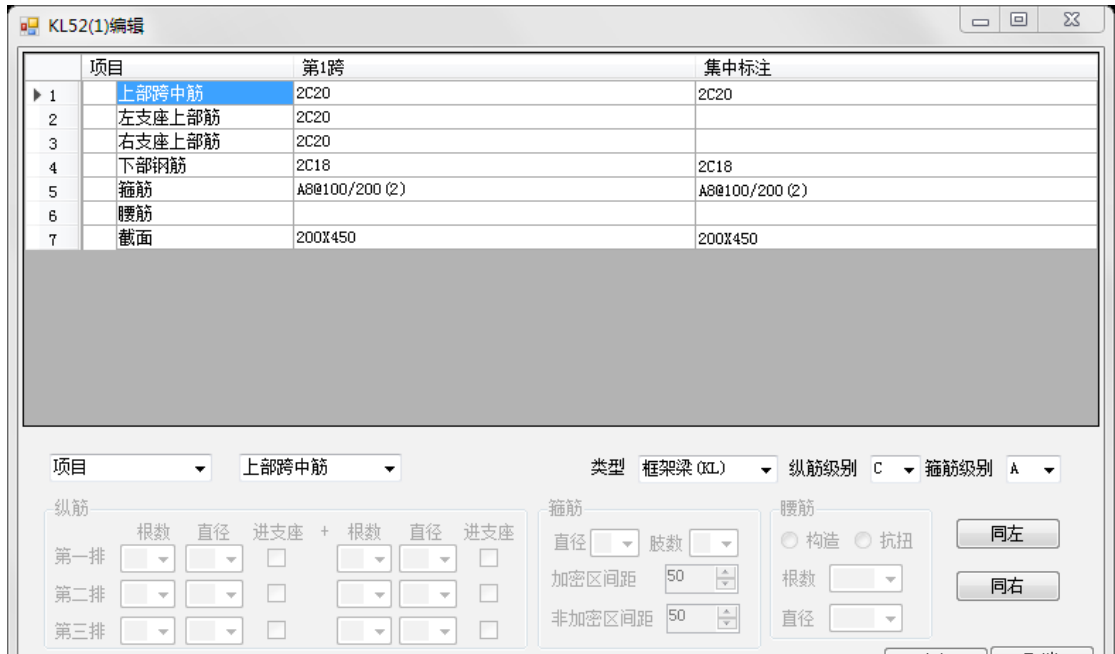 KL52(1)编辑
项目 第1跨 集中标注
1 上部跨中筋 2C20 2C20
2 左支座上部筋 2C20
3 右支座上部筋 2C20
4 下部钢筋 2C18 2C18
5 箍筋 A8@100/200(2) A8@100/200(2)
6 腰筋
7 截面 200X450 200X450
项目 上部跨中筋 类型 框架梁(KL) 纵筋级别 C 箍筋级别 A
纵筋 箍筋 腰筋
根数 直径 进支座 + 根数 直径 进支座
直径 肢数 构造 抗扭 同左
第一排
加密区间距 50 根数 同右
第二排
非加密区间距 50 直径
第三排